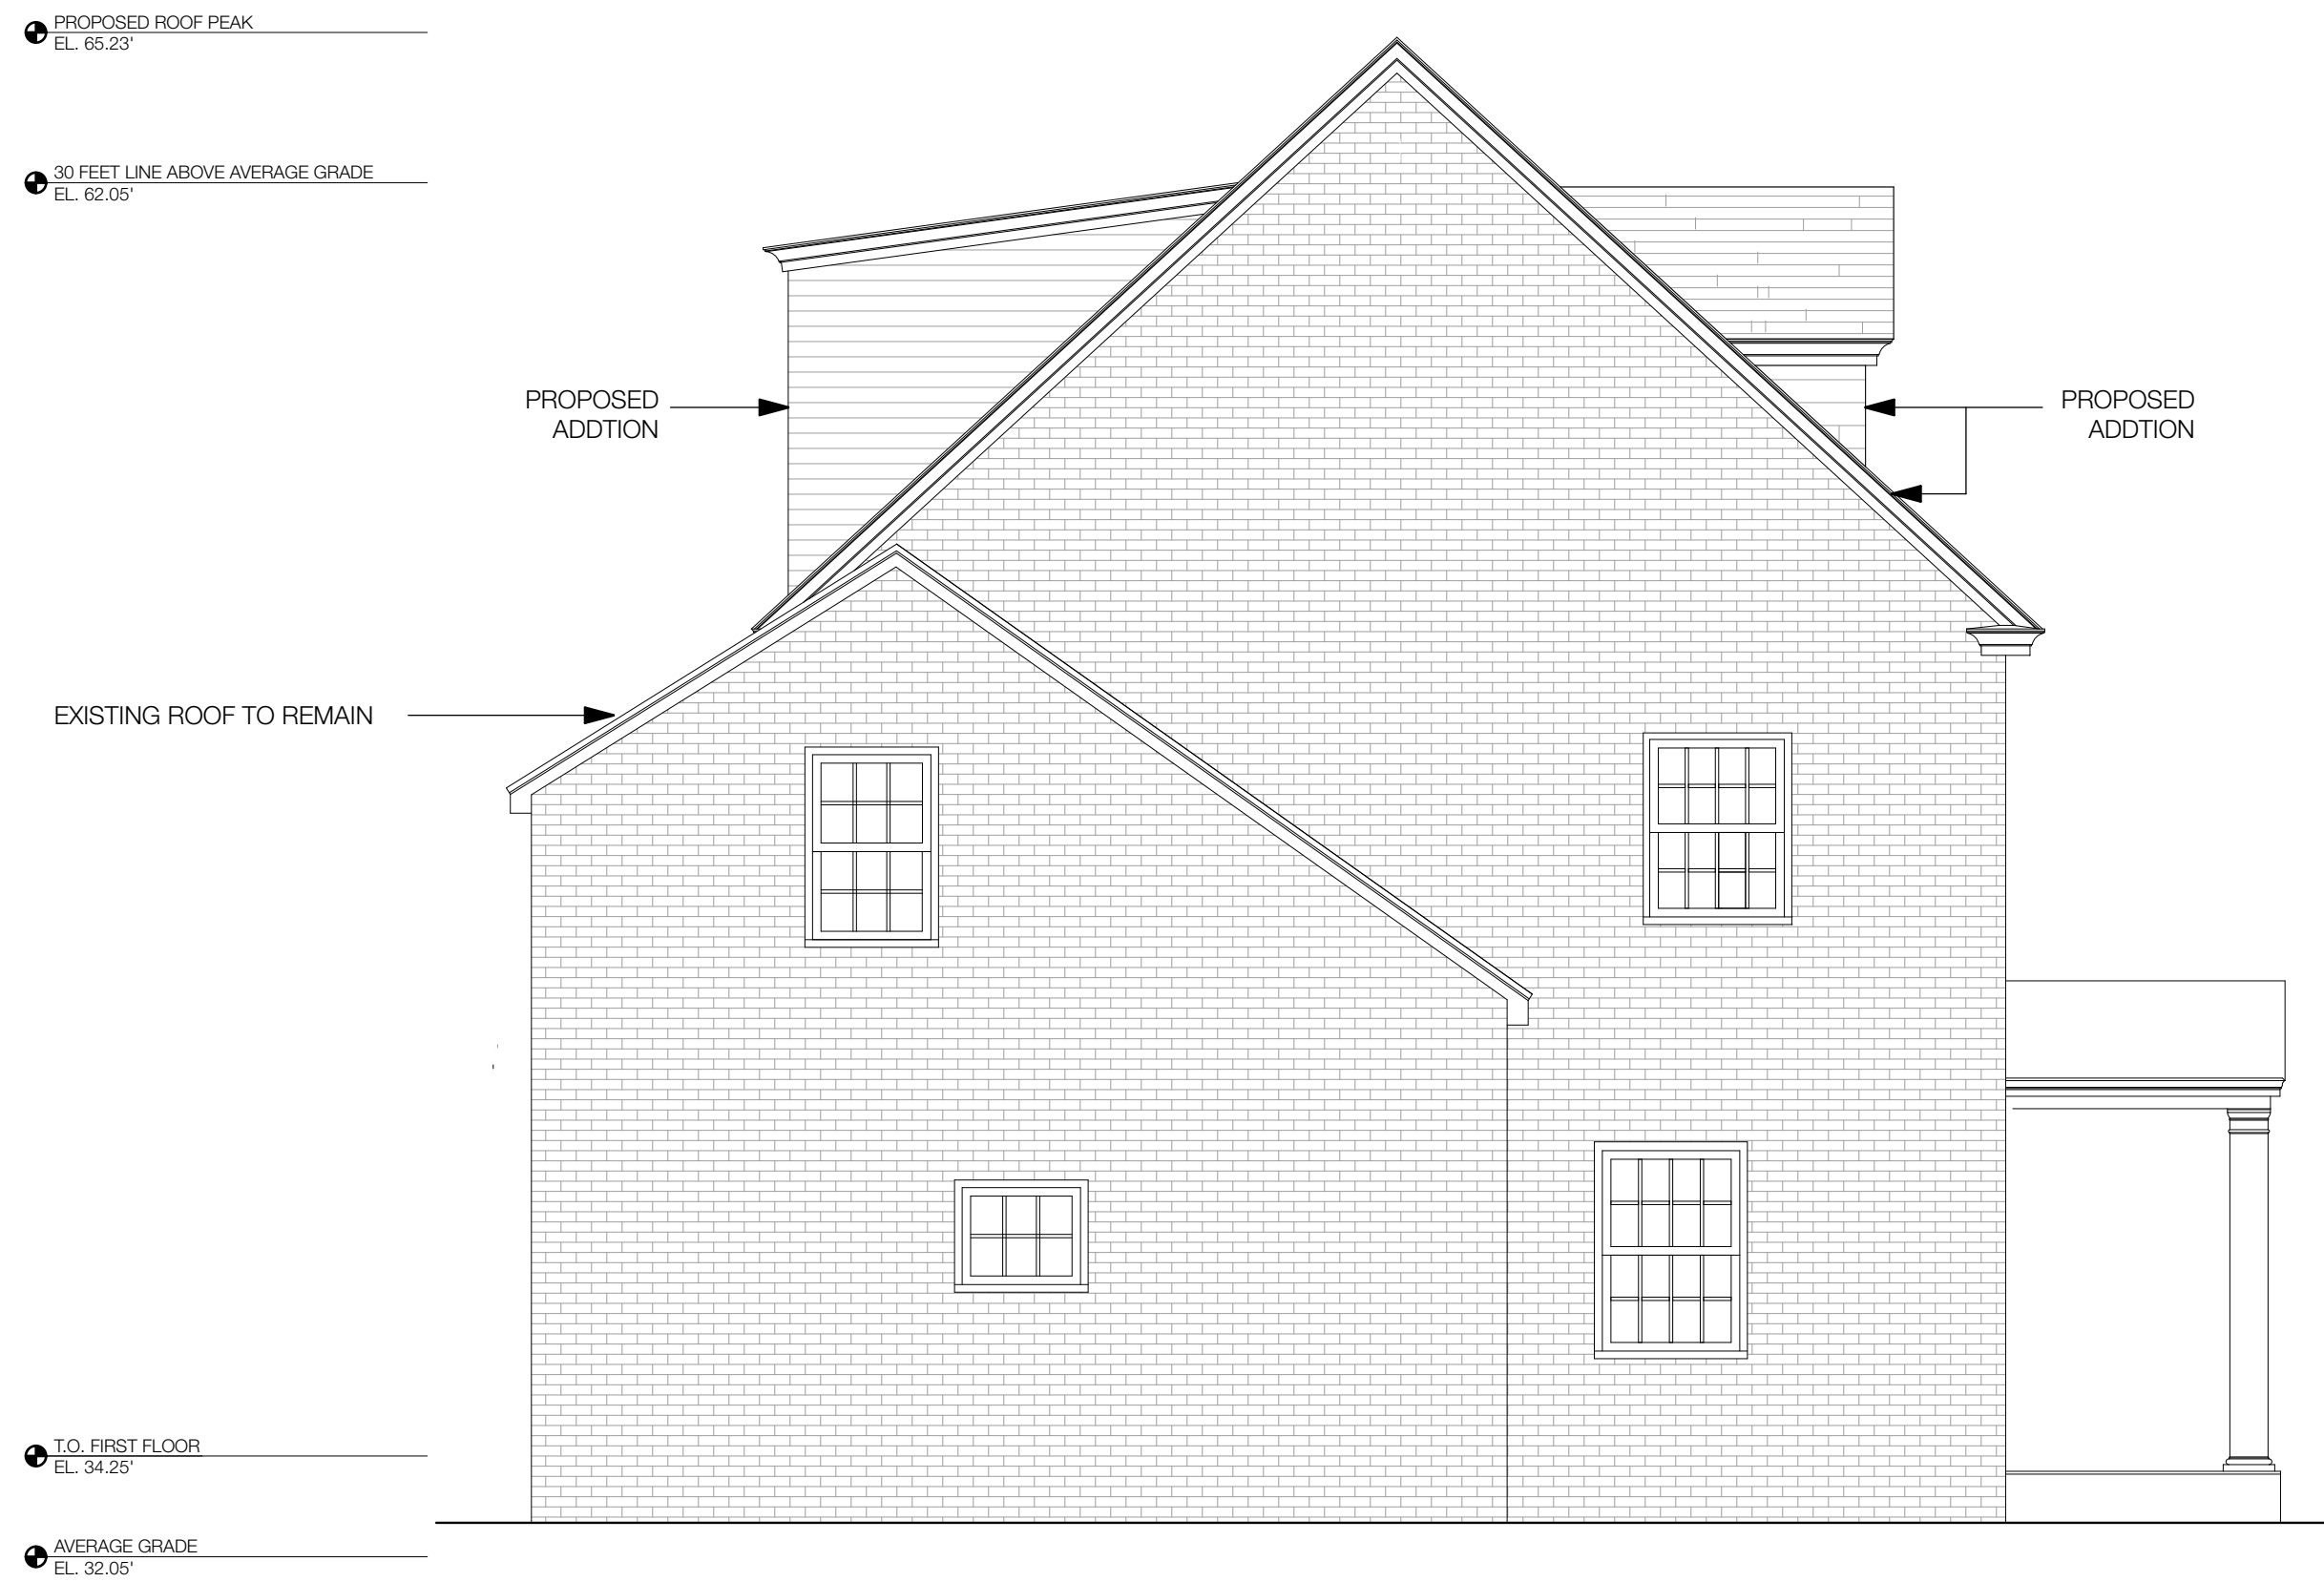 PROPOSED ROOF PEAK
EL. 65.23'
30 FEET LINE ABOVE AVERAGE GRADE
EL. 62.05'
PROPOSED
ADDTION
PROPOSED
ADDTION
EXISTING ROOF TO REMAIN
T.O. FIRST FLOOR
EL. 34.25'
AVERAGE GRADE
EL. 32.05'